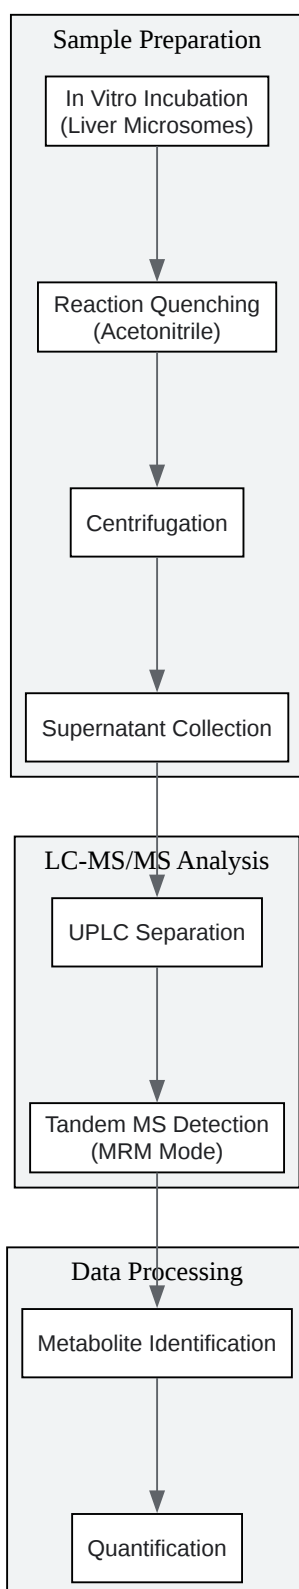 Sample Preparation
In Vitro Incubation
(Liver Microsomes)
Reaction Quenching
(Acetonitrile)
Centrifugation
Supernatant Collection
LC-MS/MS Analysis
UPLC Separation
Tandem MS Detection
(MRM Mode)
Data Processing
Metabolite Identification
Quantification